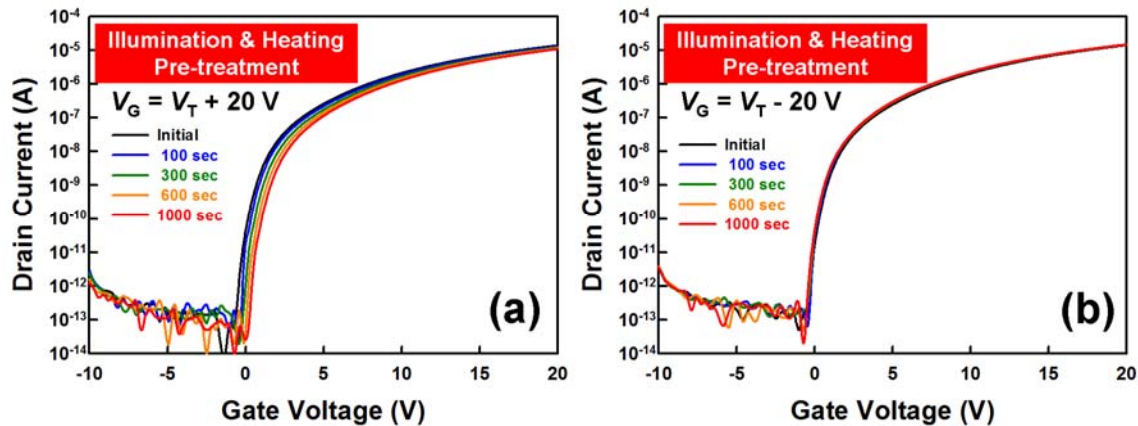 10⁻⁴
10⁻⁵
10⁻⁶
10⁻⁷
10⁻⁸
10⁻⁹
10⁻¹⁰
10⁻¹¹
10⁻¹²
10⁻¹³
10⁻¹⁴
Drain Current (A)
Illumination & Heating
Pre-treatment
V_G = V_T + 20 V
Initial
100 sec
300 sec
600 sec
1000 sec
(a)
-10 -5 0 5 10 15 20
Gate Voltage (V)
10⁻⁴
10⁻⁵
10⁻⁶
10⁻⁷
10⁻⁸
10⁻⁹
10⁻¹⁰
10⁻¹¹
10⁻¹²
10⁻¹³
10⁻¹⁴
Drain Current (A)
Illumination & Heating
Pre-treatment
V_G = V_T - 20 V
Initial
100 sec
300 sec
600 sec
1000 sec
(b)
-10 -5 0 5 10 15 20
Gate Voltage (V)